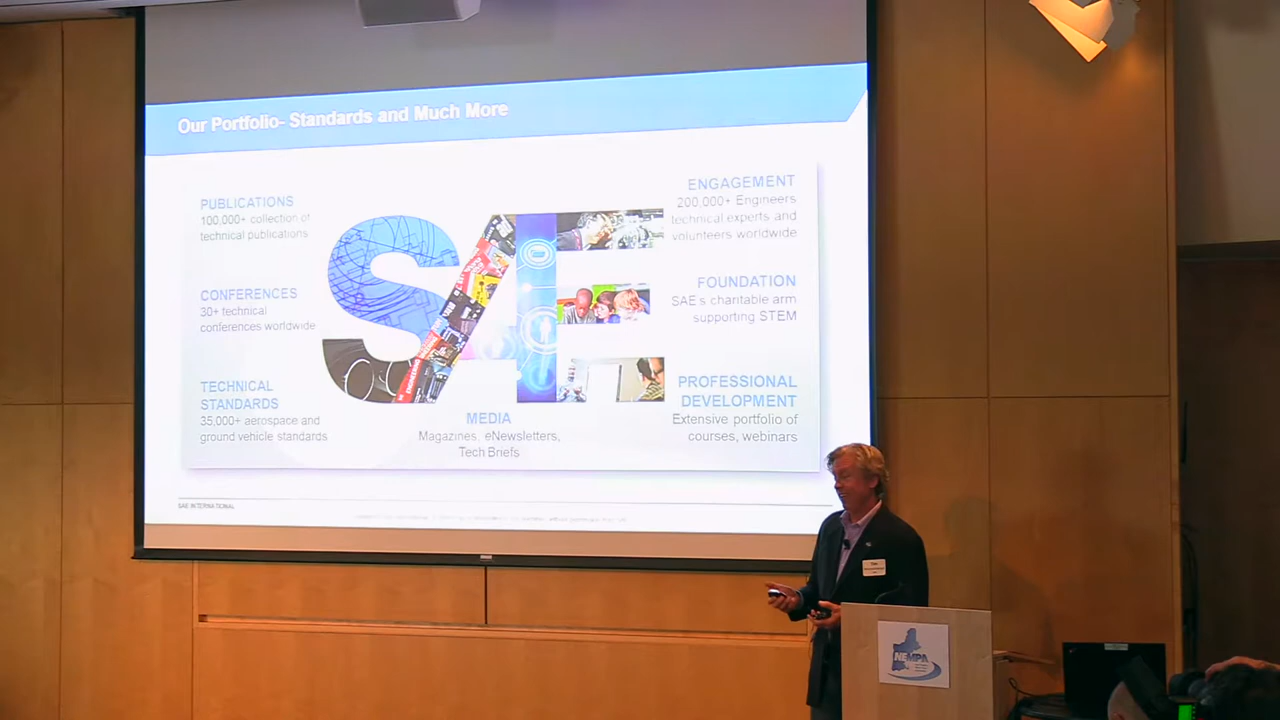 Our Portfolio- Standards and Much More
PUBLICATIONS
100,000+ collection of
technical publications
CONFERENCES
30+ technical
conferences worldwide
TECHNICAL
STANDARDS
35,000+ aerospace and
ground vehicle standards
SAE
MEDIA
Magazines, eNewsletters,
Tech Briefs
ENGAGEMENT
200,000+ Engineers
technical experts and
volunteers worldwide
FOUNDATION
SAE s charitable arm
supporting STEM
PROFESSIONAL
DEVELOPMENT
Extensive portfolio of
courses, webinars
SAE INTERNATIONAL
NEMPA